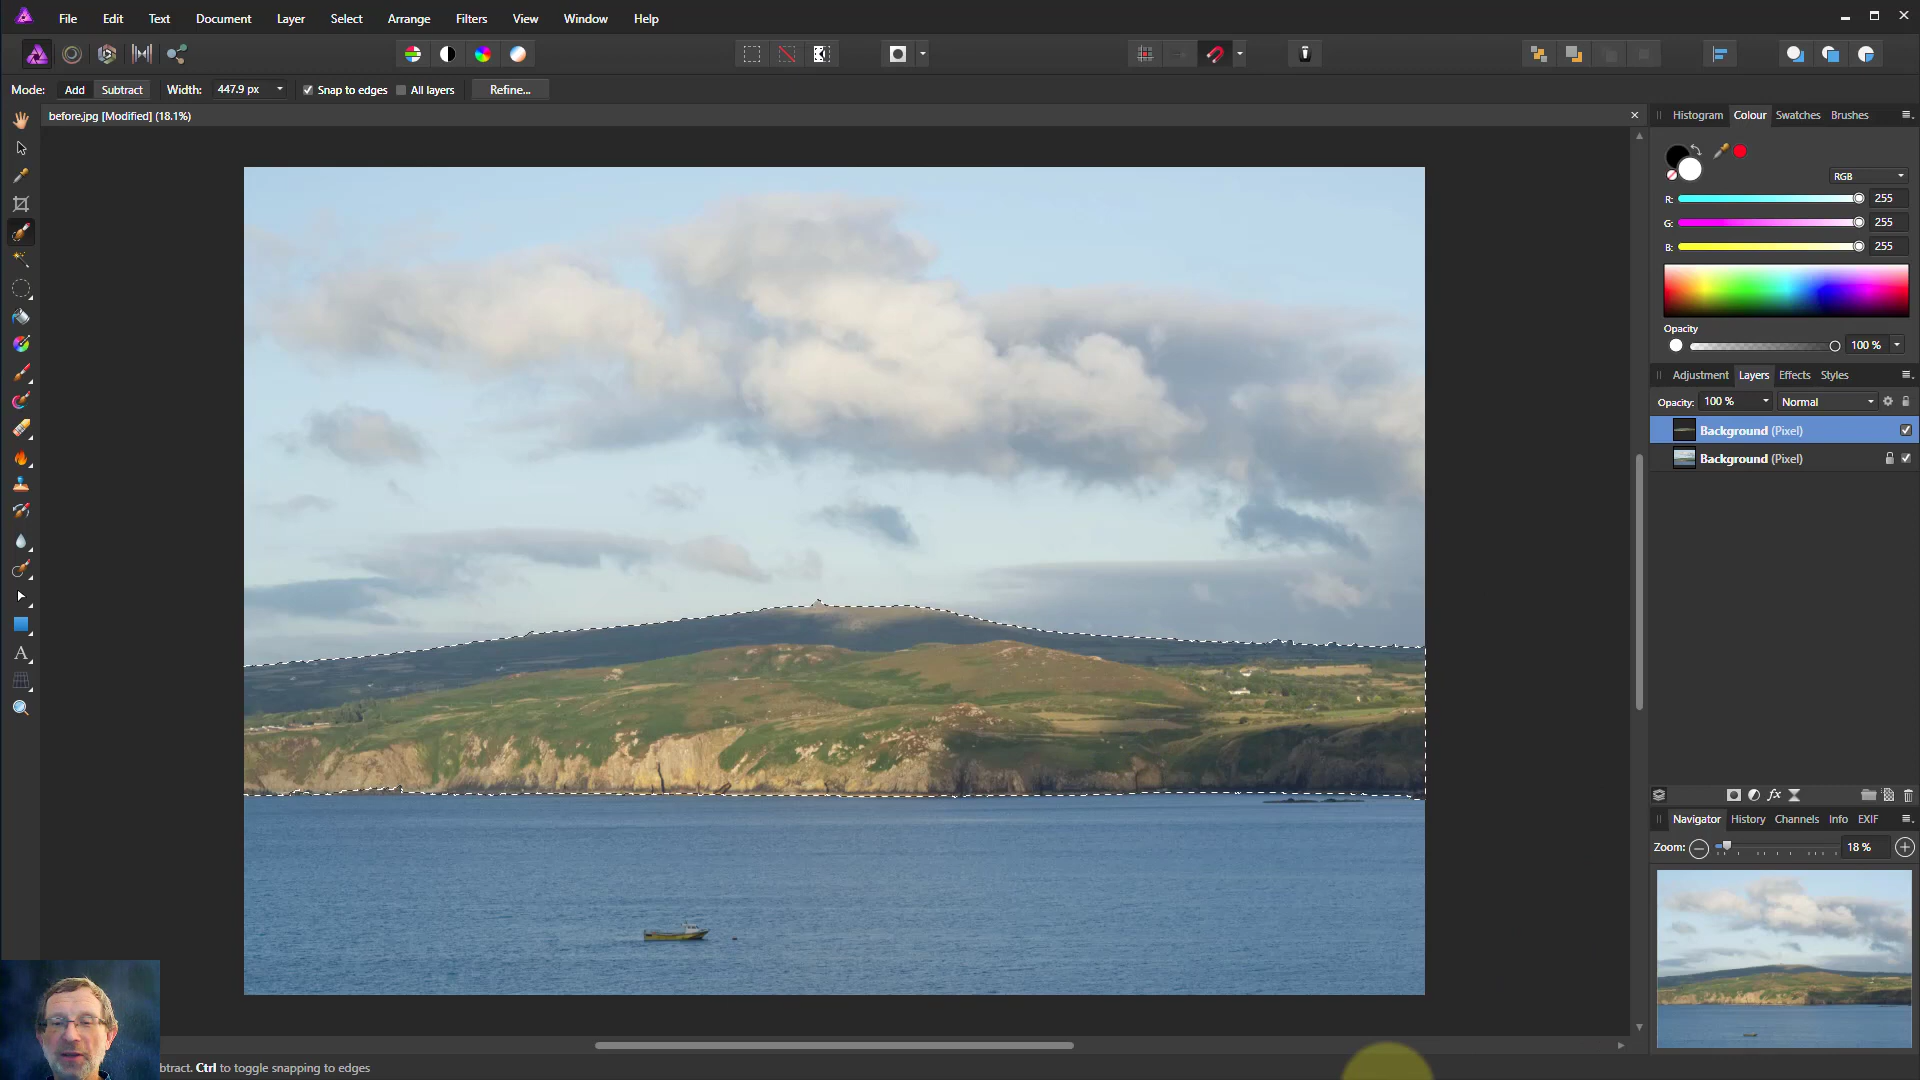 File Edit Text Document Layer Select Arrange Filters View Window Help
Mode: Add Subtract Width: 447.9 px Snap to edges All layers Refine...
before.jpg [Modified] (18.1%)
Histogram Colour Swatches Brushes
RGB
R: 255
G: 255
B: 255
Opacity
100 %
Adjustment Layers Effects Styles
Opacity: 100 % Normal
Background (Pixel)
Background (Pixel)
fx
Navigator History Channels Info EXIF
Zoom: 18 %
A
btract. Ctrl to toggle snapping to edges